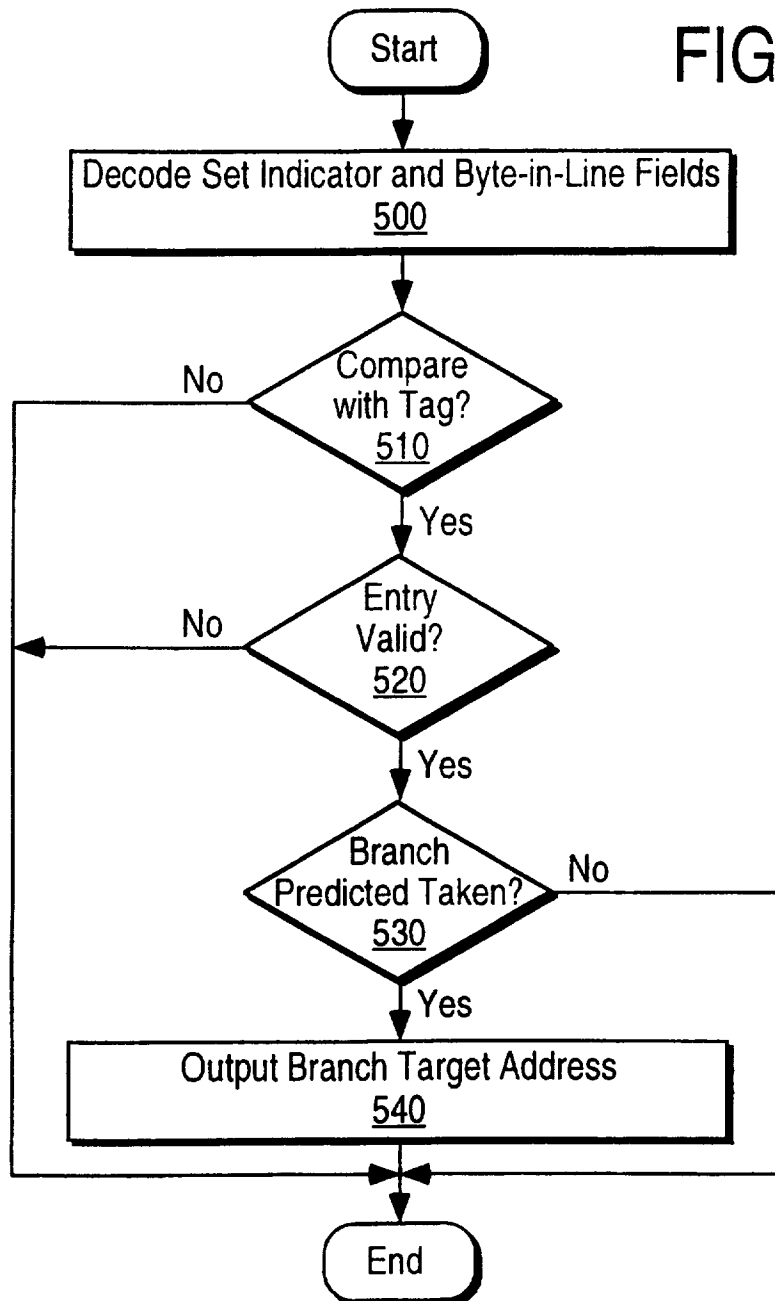 Start
FIG
Decode Set Indicator and Byte-in-Line Fields
500
Compare
with Tag?
510
No
Yes
Entry
Valid?
520
No
Yes
Branch
Predicted Taken?
530
No
Yes
Output Branch Target Address
540
End